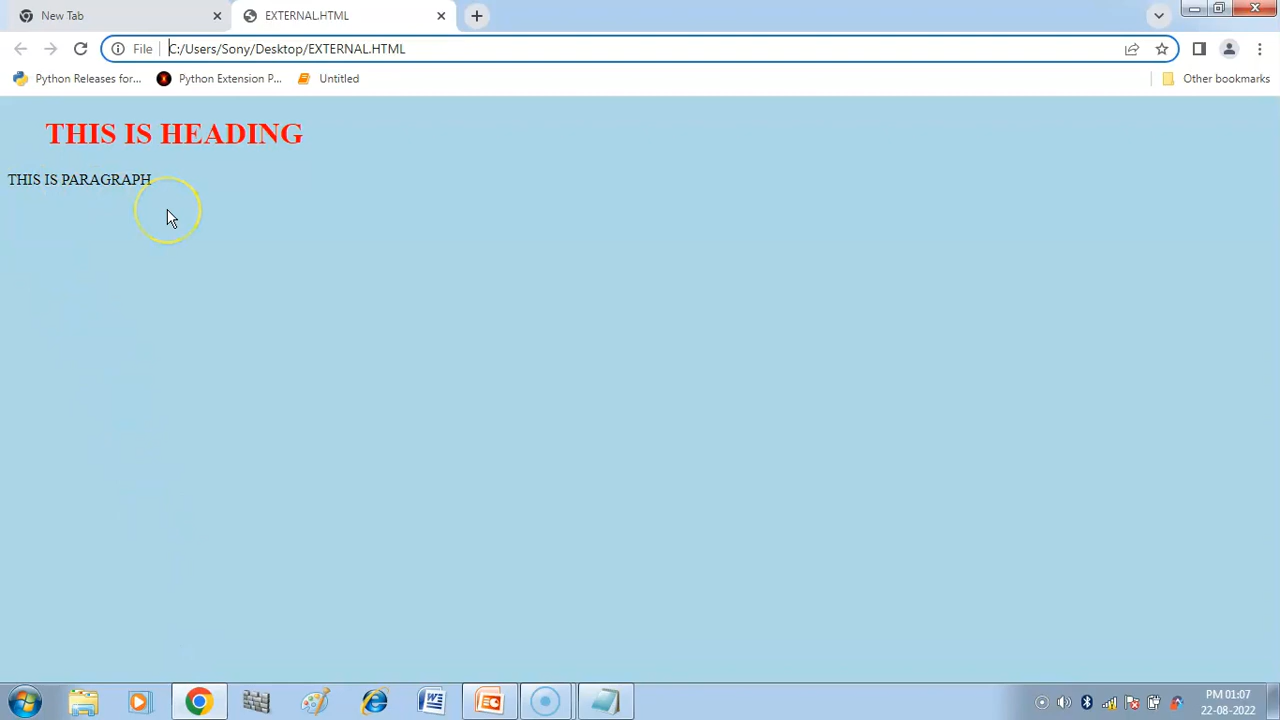 New Tab
EXTERNAL.HTML
File
C:/Users/Sony/Desktop/EXTERNAL.HTML
Python Releases for...
Python Extension P...
Untitled
Other bookmarks
THIS IS HEADING
THIS IS PARAGRAPH
PM 01:07
22-08-2022